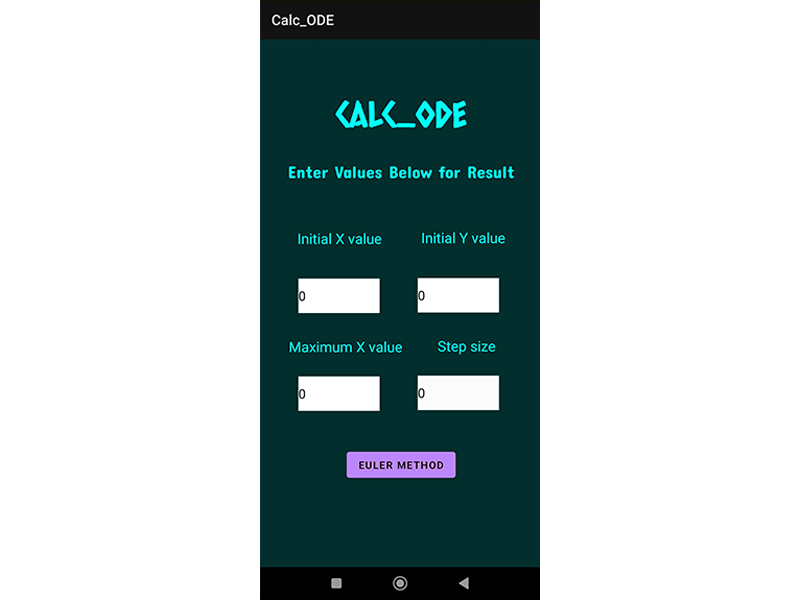 Calc_ODE
CALC_ODE
Enter Values Below for Result
Initial X value
Initial Y value
0
0
Maximum X value
Step size
0
0
EULER METHOD